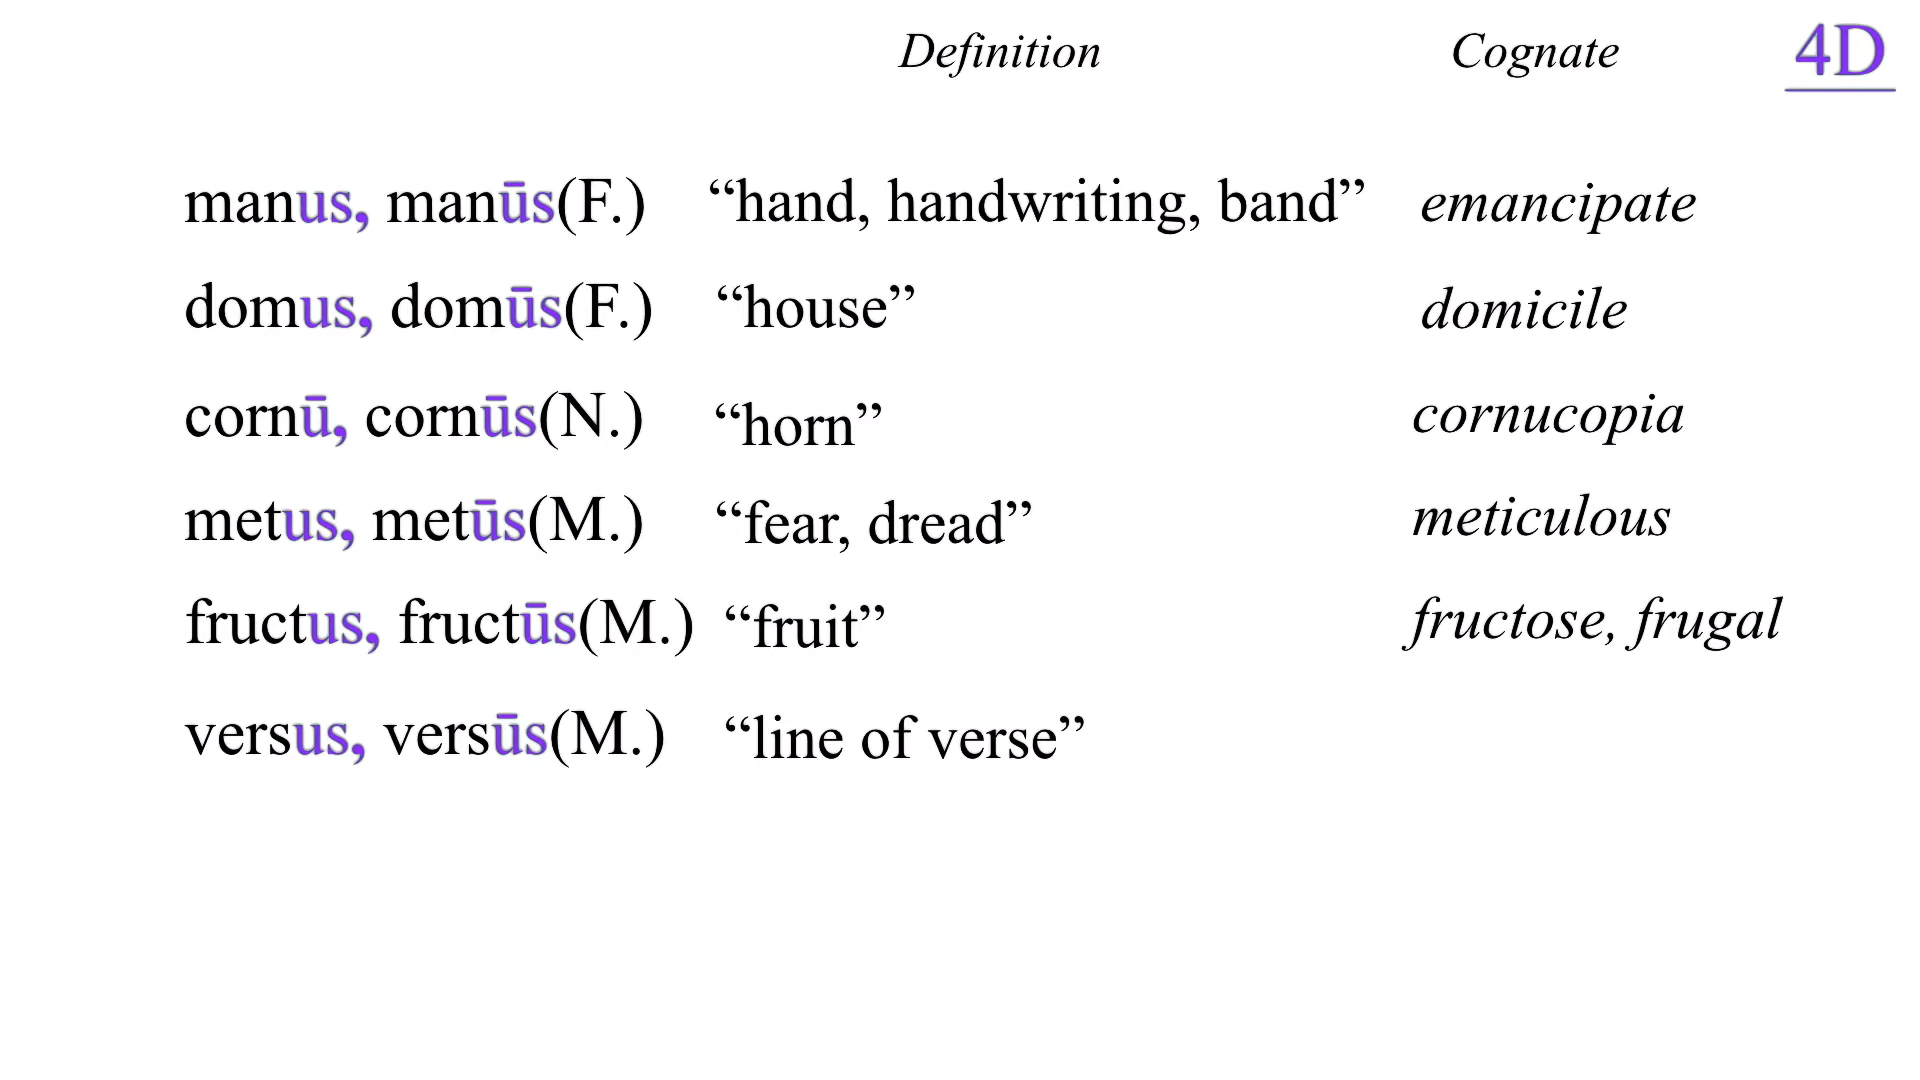 Definition Cognate 4D
manus, manūs(F.) “hand, handwriting, band” emancipate
domus, domūs(F.) “house” domicile
cornū, cornūs(N.) “horn” cornucopia
metus, metūs(M.) “fear, dread” meticulous
fructus, fructūs(M.) “fruit” fructose, frugal
versus, versūs(M.) “line of verse”